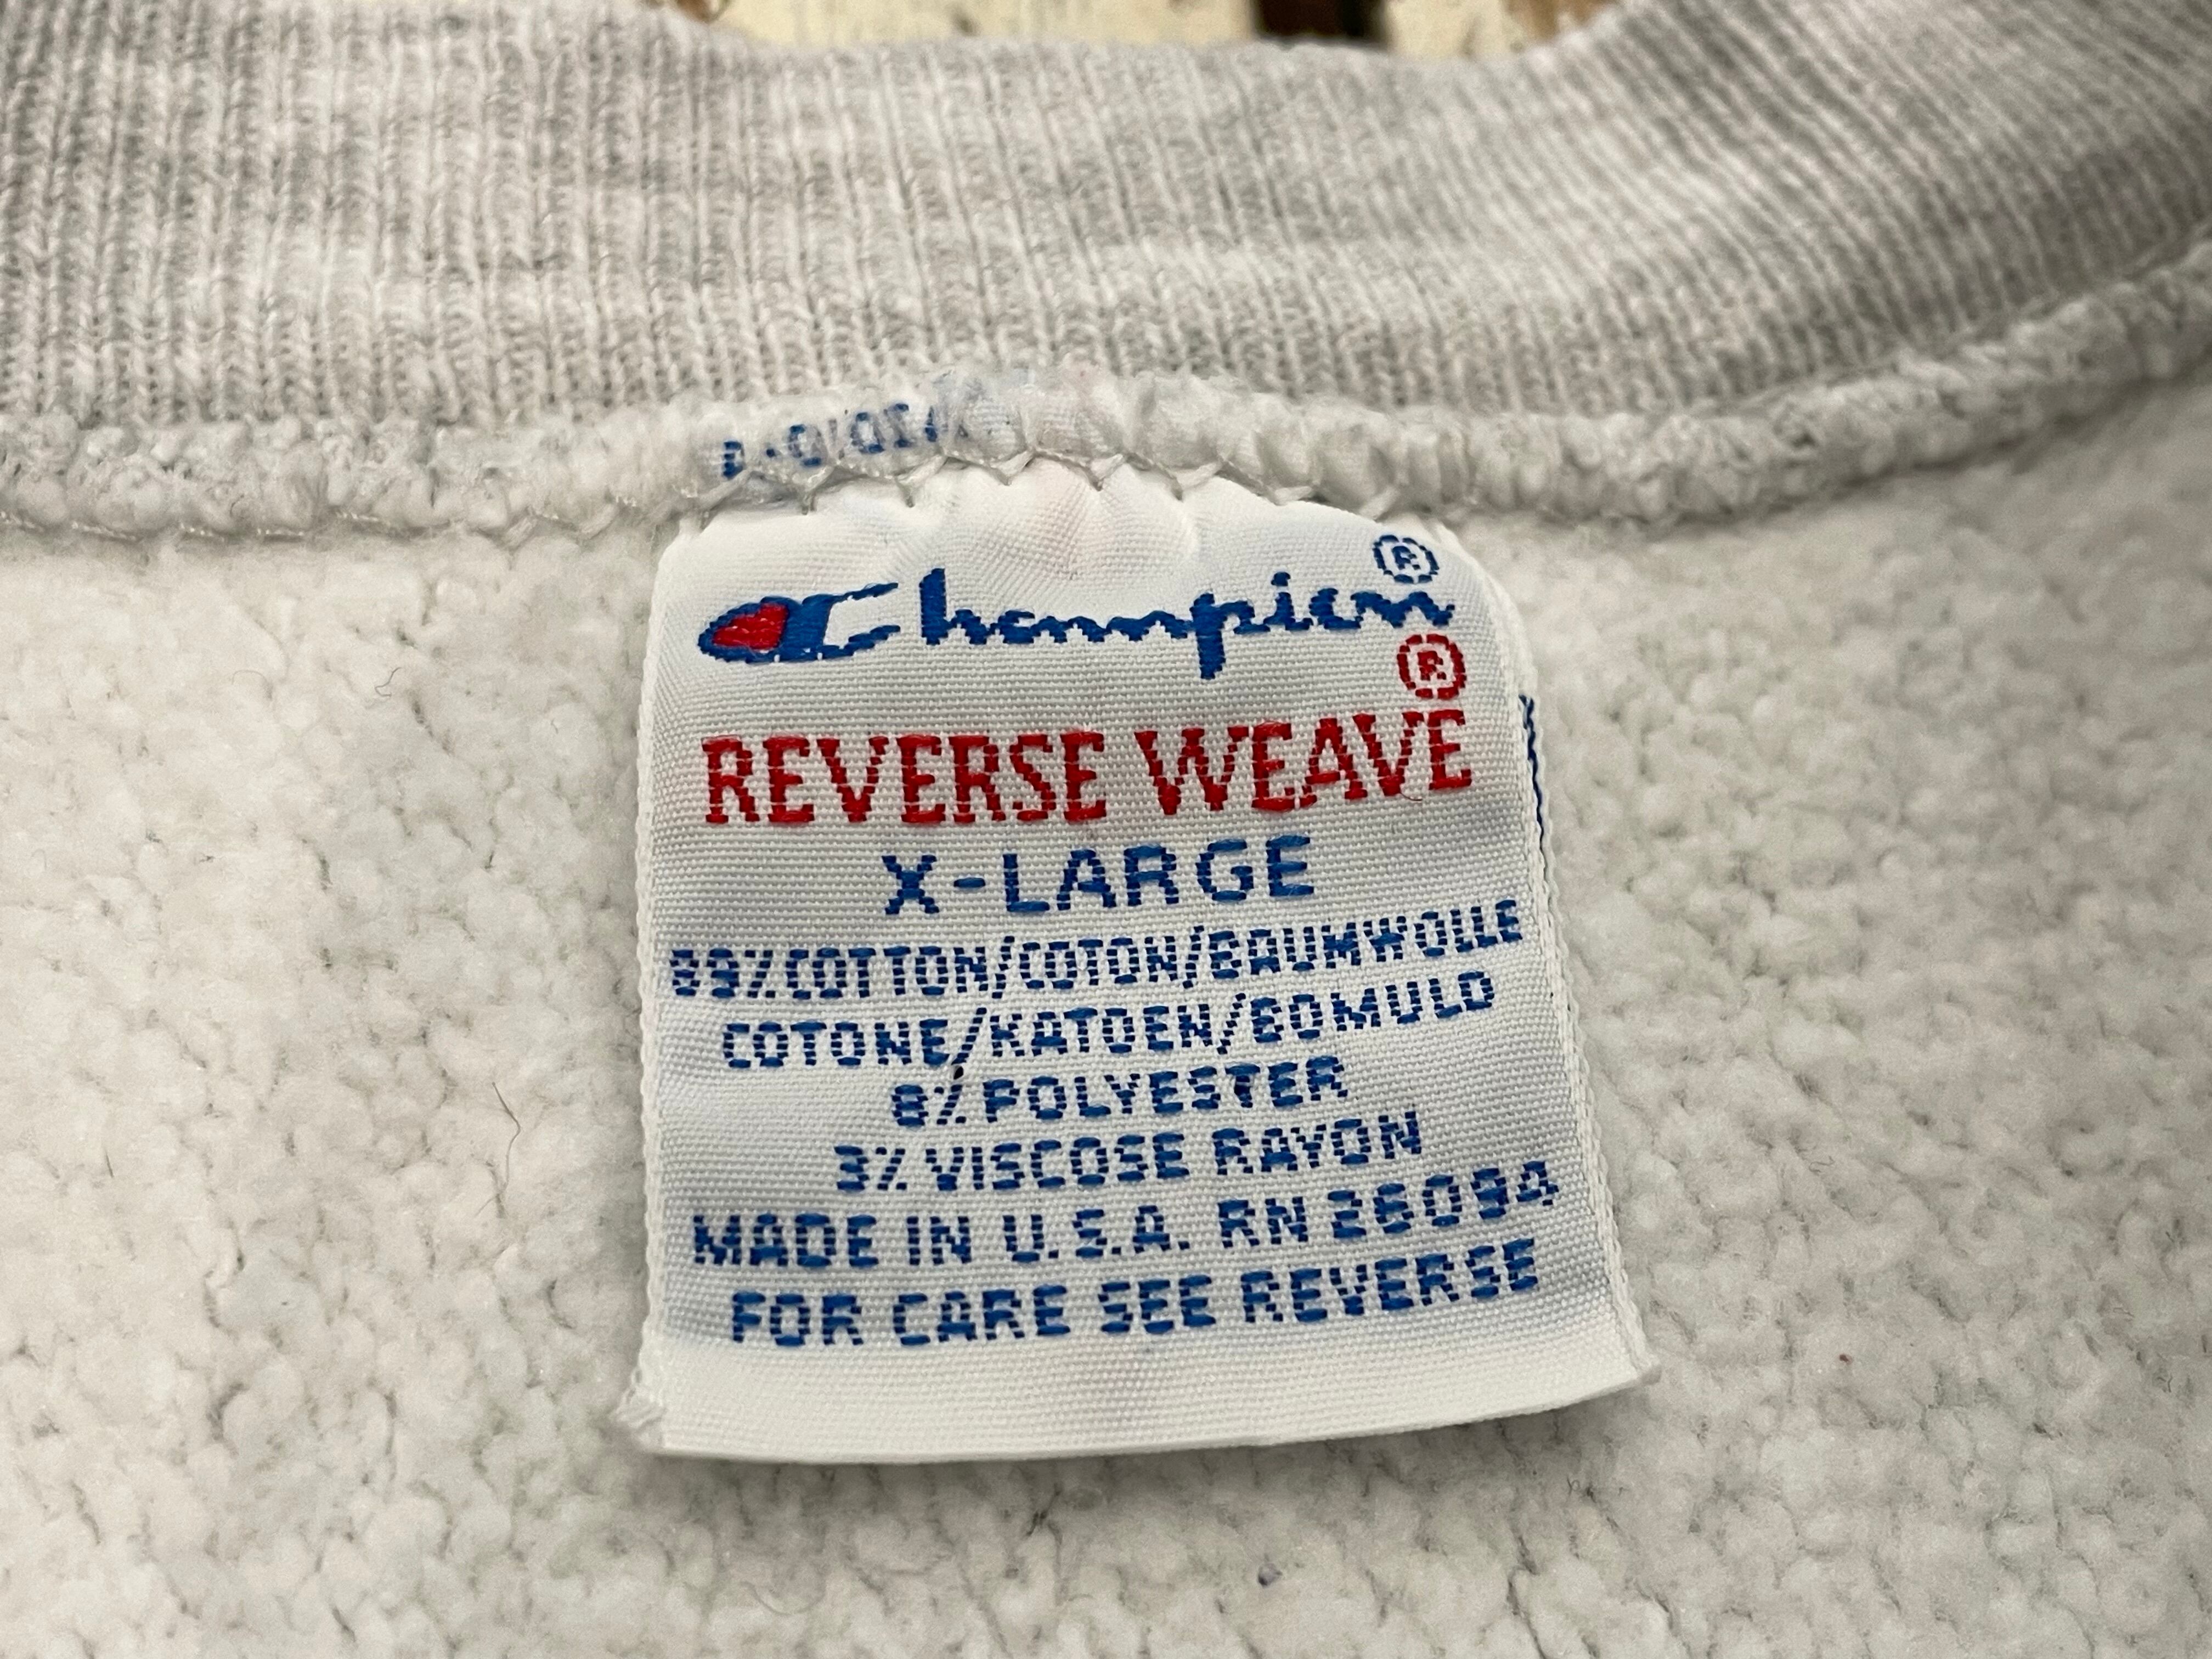 Champion®
®
REVERSE WEAVE
X-LARGE
89% COTTON/COTON/BAUMWOLLE
COTONE/KATOEN/BOMULD
8% POLYESTER
3% VISCOSE RAYON
MADE IN U.S.A. RN 26094
FOR CARE SEE REVERSE